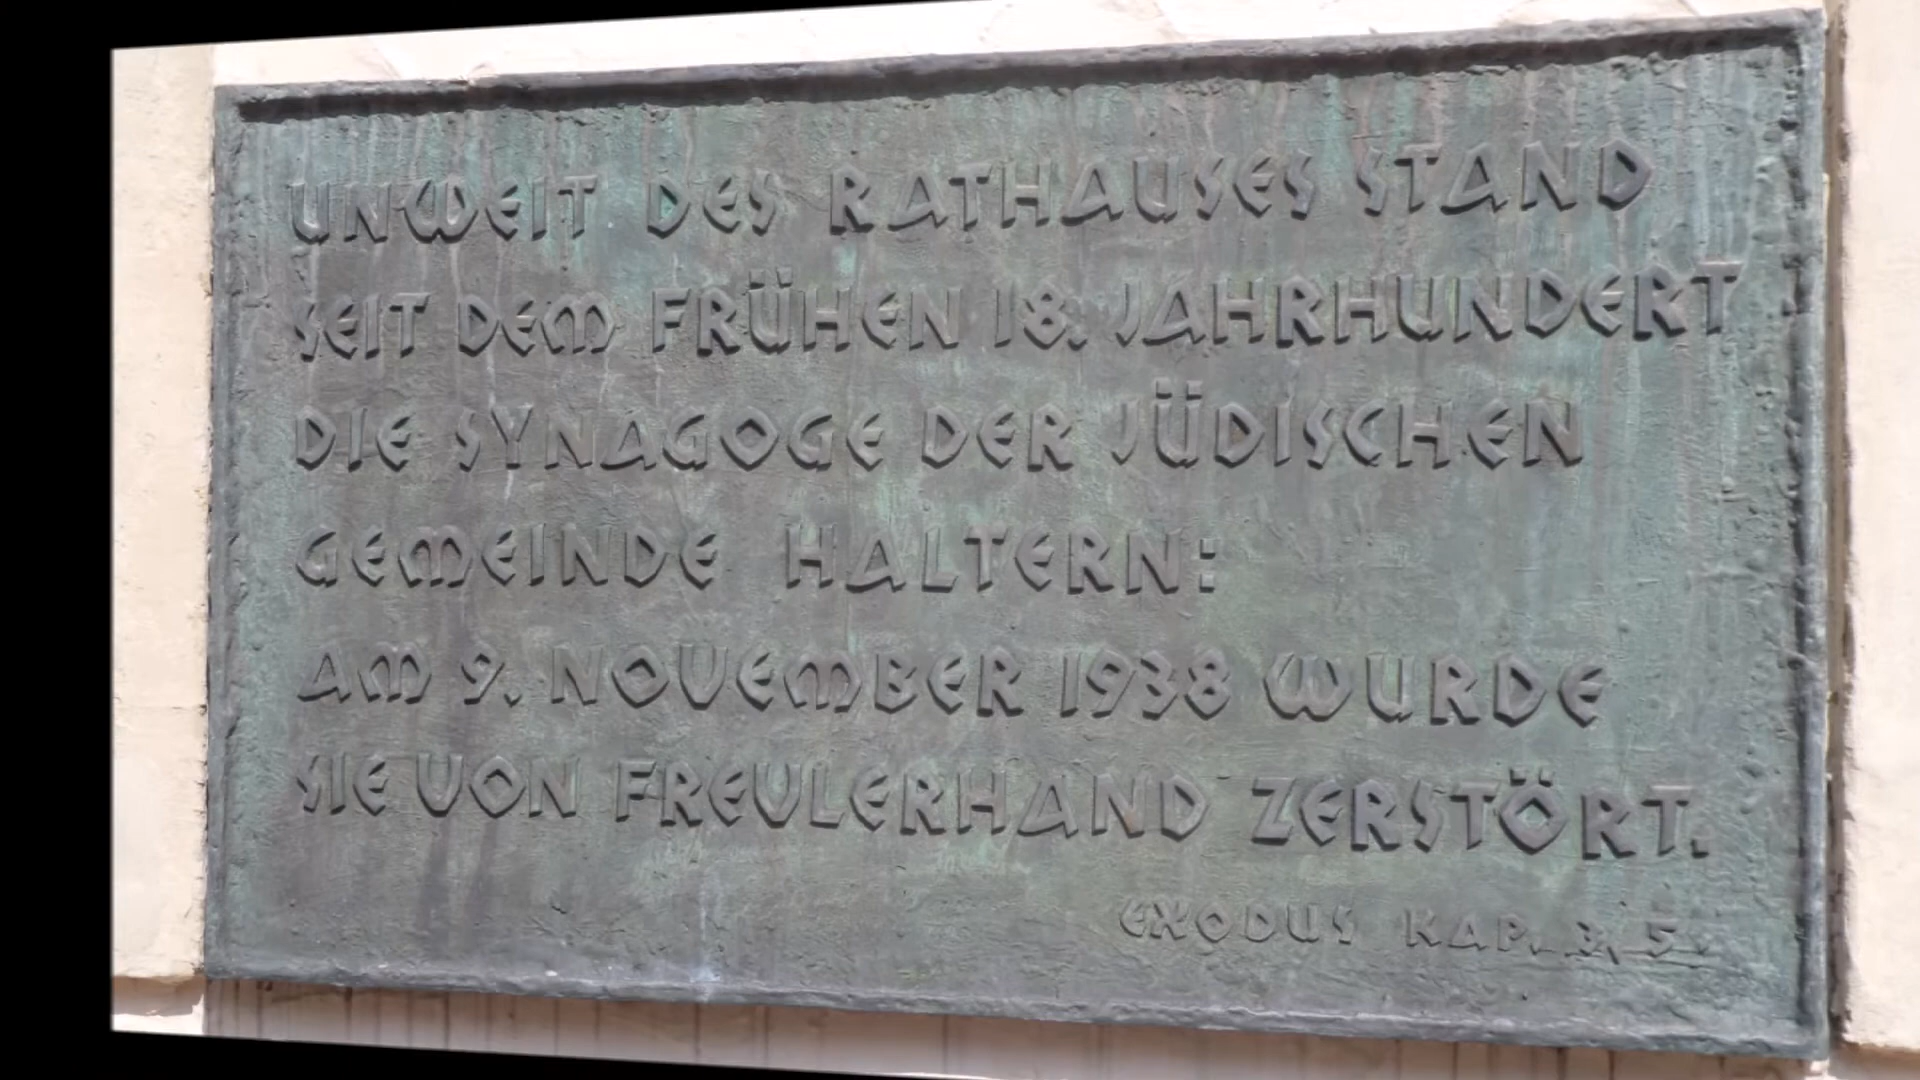 UNWEIT DES RATHAUSES STAND
SEIT DEM FRÜHEN 18. JAHRHUNDERT
DIE SYNAGOGE DER JÜDISCHEN
GEMEINDE HALTERN:
AM 9. NOVEMBER 1938 WURDE
SIE VON FREVLERHAND ZERSTÖRT.
EXODUS KAP. 3, 5.